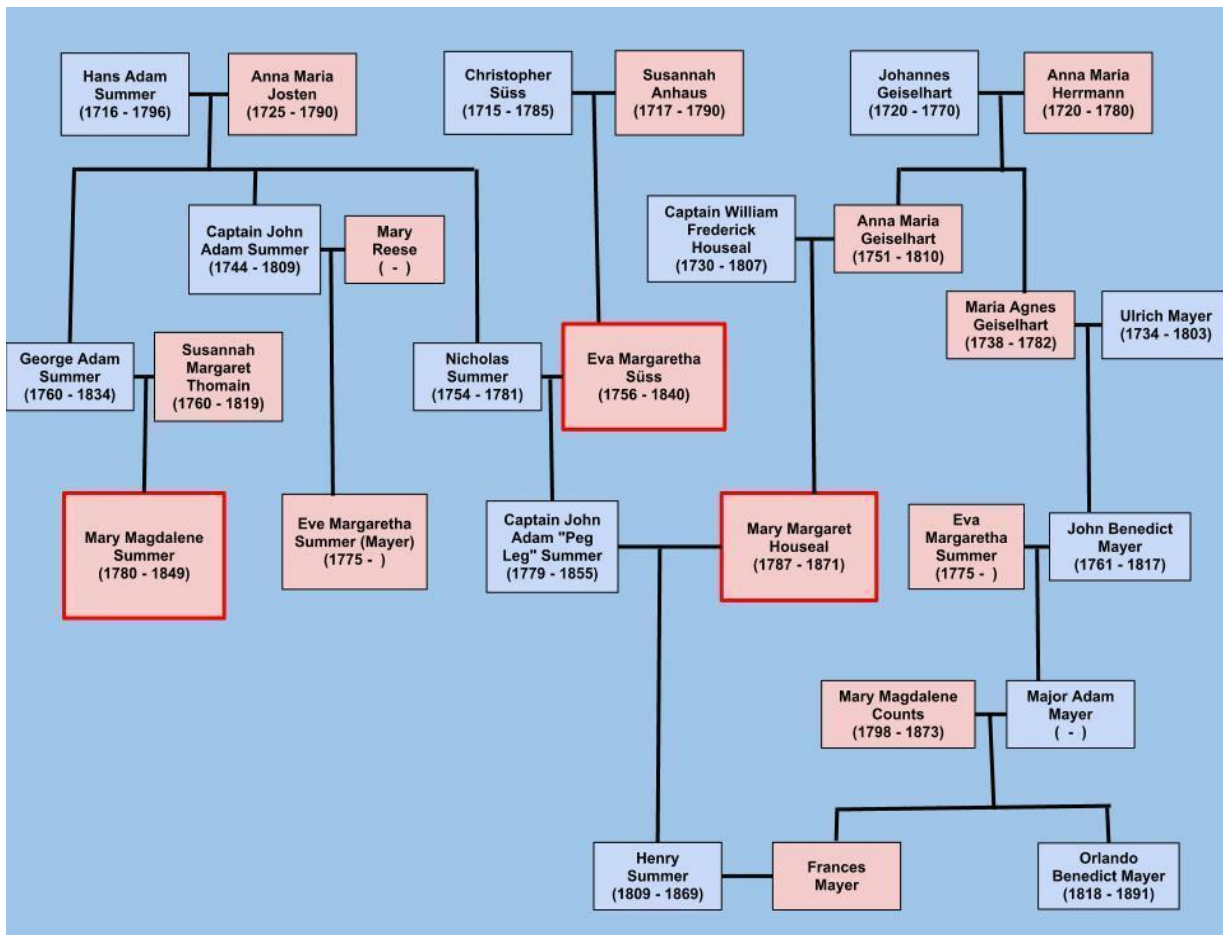 Hans Adam
Summer
(1716 - 1796)
Anna Maria
Josten
(1725 - 1790)
Christopher
Süss
(1715 - 1785)
Susannah
Anhaus
(1717 - 1790)
Johannes
Geiselhart
(1720 - 1770)
Anna Maria
Herrmann
(1720 - 1780)
Captain John
Adam Summer
(1744 - 1809)
Mary
Reese
( - )
Captain William
Frederick
Houseal
(1730 - 1807)
Anna Maria
Geiselhart
(1751 - 1810)
Maria Agnes
Geiselhart
(1738 - 1782)
Ulrich Mayer
(1734 - 1803)
George Adam
Summer
(1760 - 1834)
Susannah
Margaret
Thomain
(1760 - 1819)
Nicholas
Summer
(1754 - 1781)
Eva Margaretha
Süss
(1756 - 1840)
Mary Magdalene
Summer
(1780 - 1849)
Eve Margaretha
Summer (Mayer)
(1775 - )
Captain John
Adam "Peg
Leg" Summer
(1779 - 1855)
Mary Margaret
Houseal
(1787 - 1871)
Eva
Margaretha
Summer
(1775 - )
John Benedict
Mayer
(1761 - 1817)
Mary Magdalene
Counts
(1798 - 1873)
Major Adam
Mayer
( - )
Henry
Summer
(1809 - 1869)
Frances
Mayer
Orlando
Benedict Mayer
(1818 - 1891)